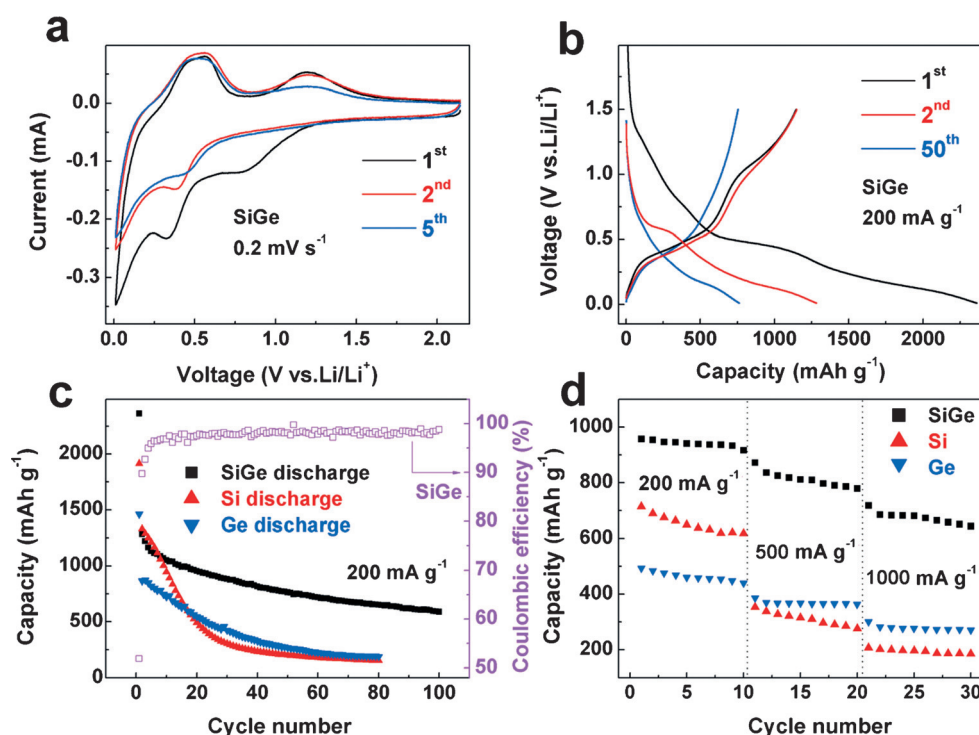 a
0.0
-0.1
-0.2
-0.3
Current (mA)
1st
2nd
5th
SiGe
0.2 mV s-1
0.0 0.5 1.0 1.5 2.0
Voltage (V vs.Li/Li+)
b
1.5
1.0
0.5
0.0
Voltage (V vs.Li/Li+)
1st
2nd
50th
SiGe
200 mA g-1
0 500 1000 1500 2000
Capacity (mAh g-1)
c
2000
1500
1000
500
0
Capacity (mAh g-1)
SiGe discharge
Si discharge
Ge discharge
SiGe
200 mA g-1
100
90
80
70
60
50
Coulombic efficiency (%)
0 20 40 60 80 100
Cycle number
d
1000
800
600
400
200
0
Capacity (mAh g-1)
SiGe
Si
Ge
200 mA g-1
500 mA g-1
1000 mA g-1
0 5 10 15 20 25 30
Cycle number